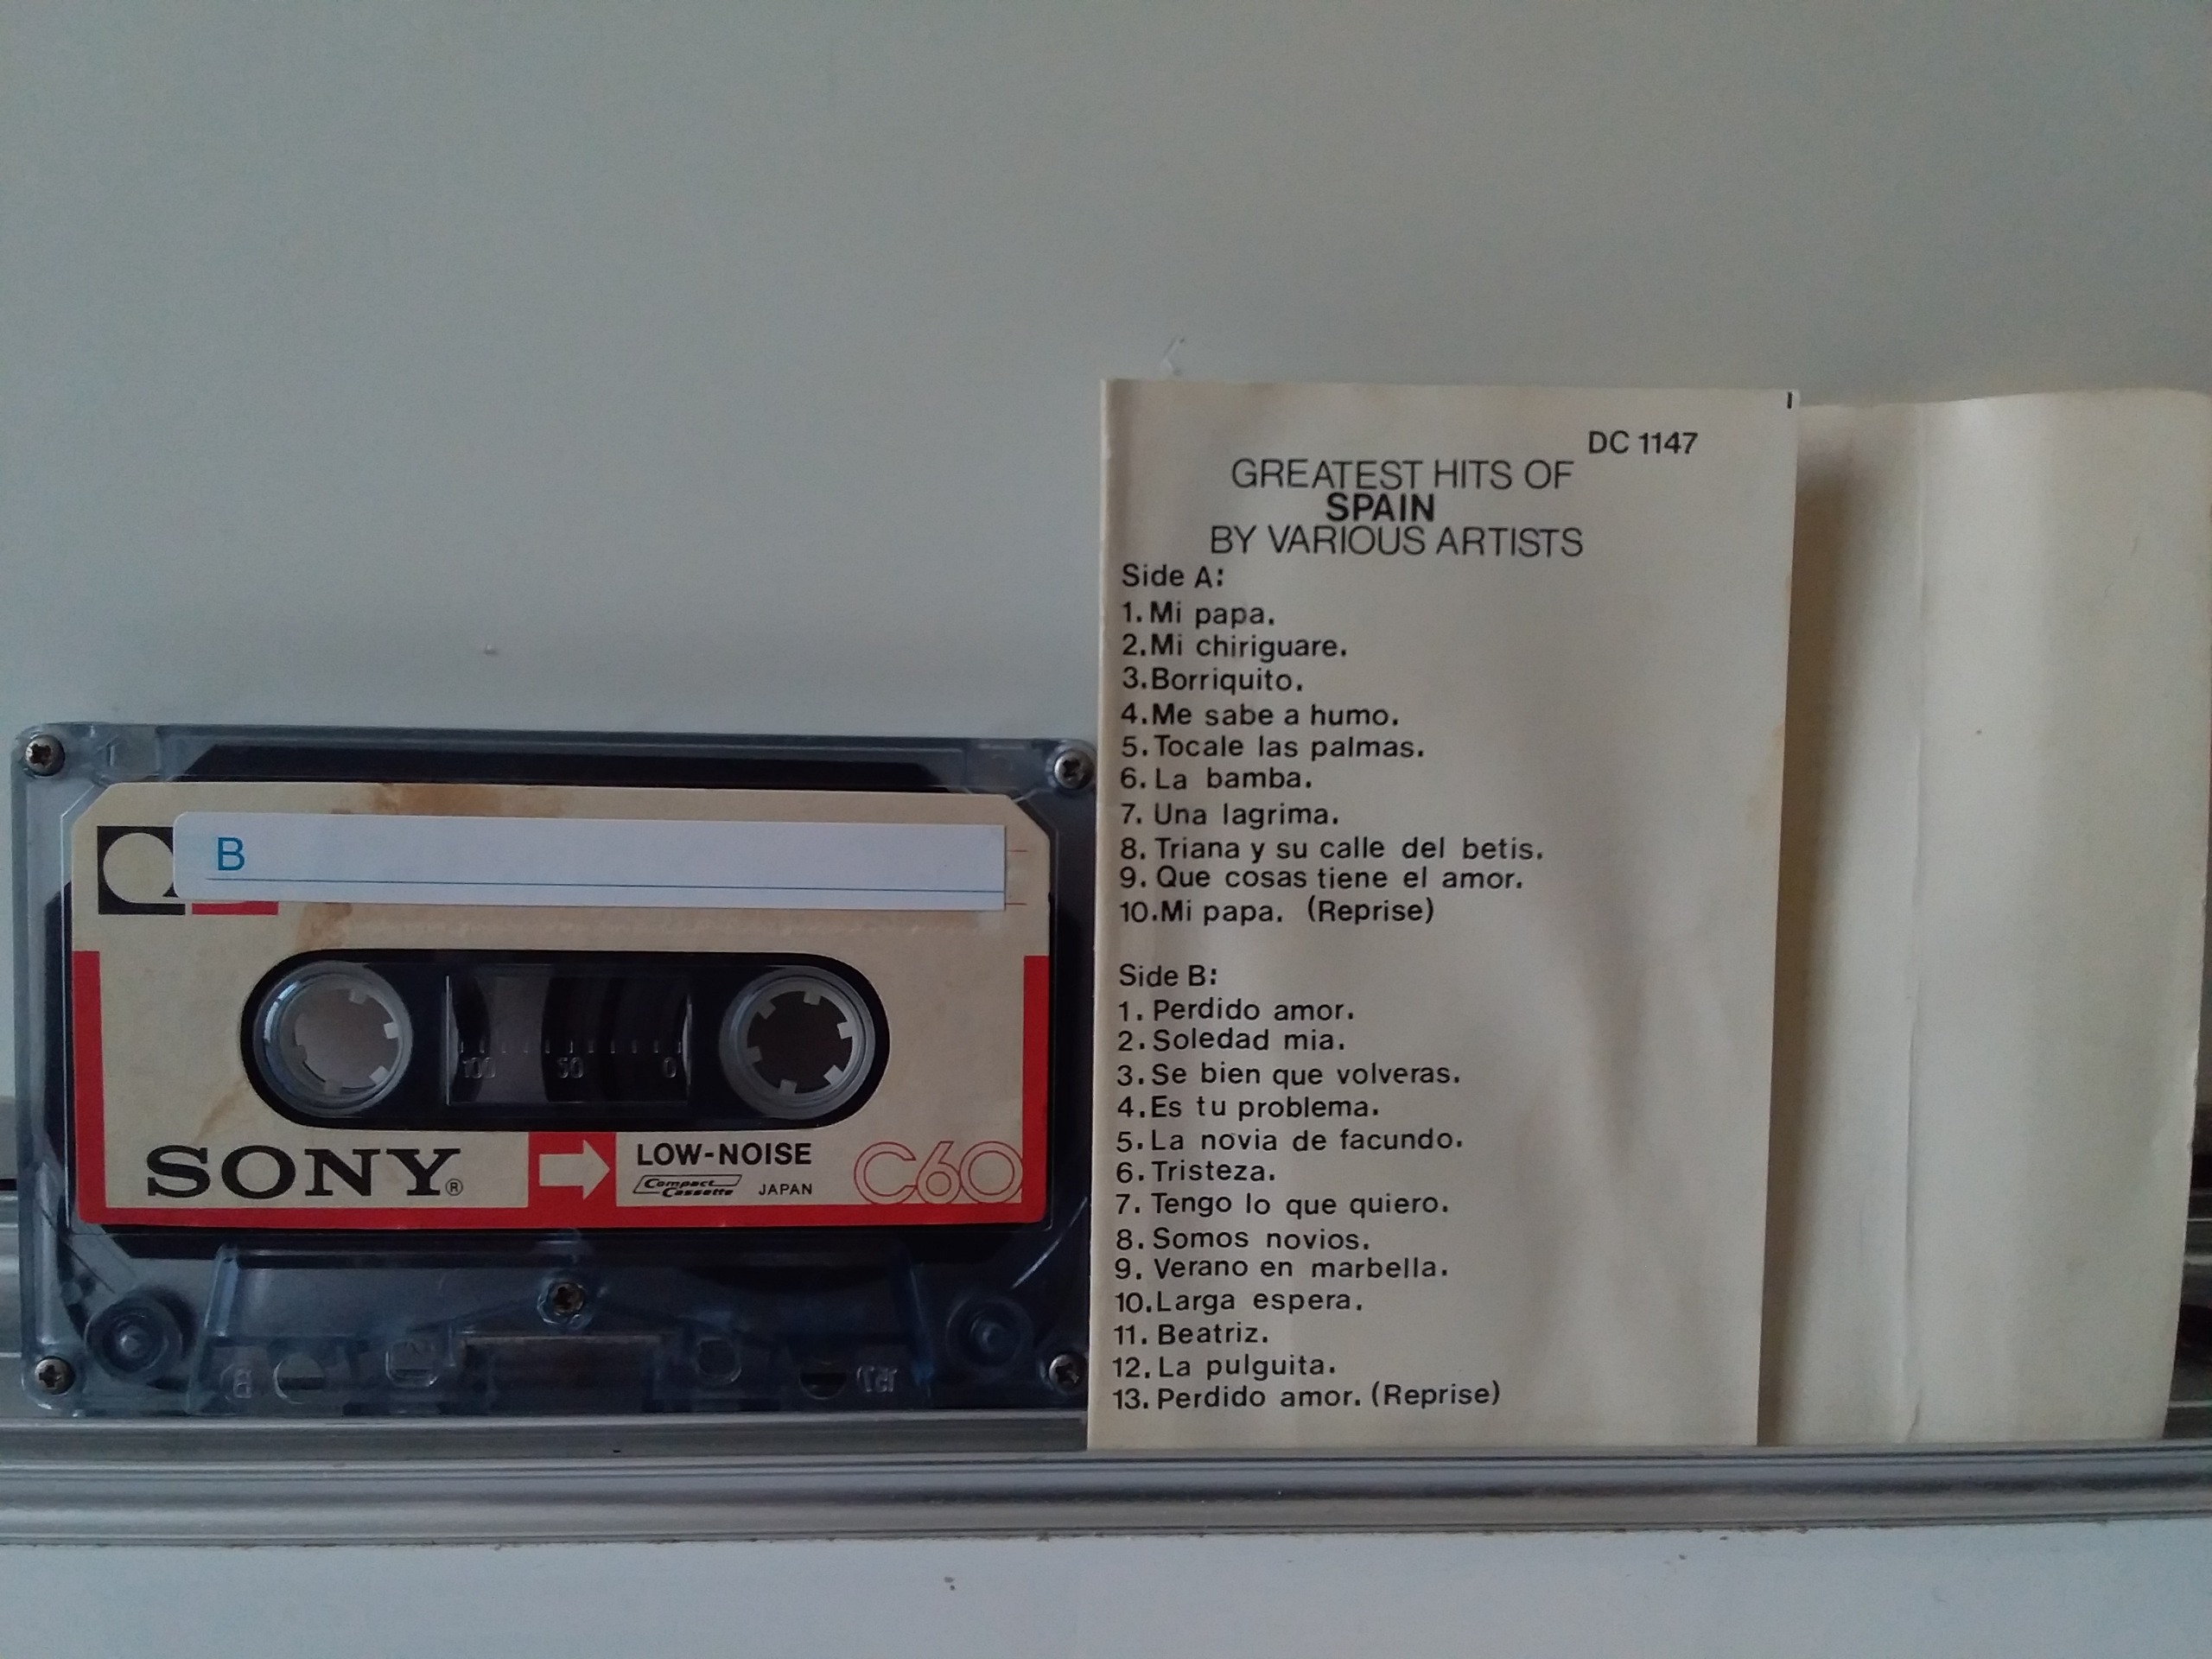 B
100 50 0
SONY®
LOW-NOISE
Compact Cassette JAPAN
C60
DC 1147
GREATEST HITS OF
SPAIN
BY VARIOUS ARTISTS
Side A:
1. Mi papa.
2. Mi chiriguare.
3. Borriquito.
4. Me sabe a humo.
5. Tocale las palmas.
6. La bamba.
7. Una lagrima.
8. Triana y su calle del betis.
9. Que cosas tiene el amor.
10. Mi papa. (Reprise)
Side B:
1. Perdido amor.
2. Soledad mia.
3. Se bien que volveras.
4. Es tu problema.
5. La novia de facundo.
6. Tristeza.
7. Tengo lo que quiero.
8. Somos novios.
9. Verano en marbella.
10. Larga espera.
11. Beatriz.
12. La pulguita.
13. Perdido amor. (Reprise)